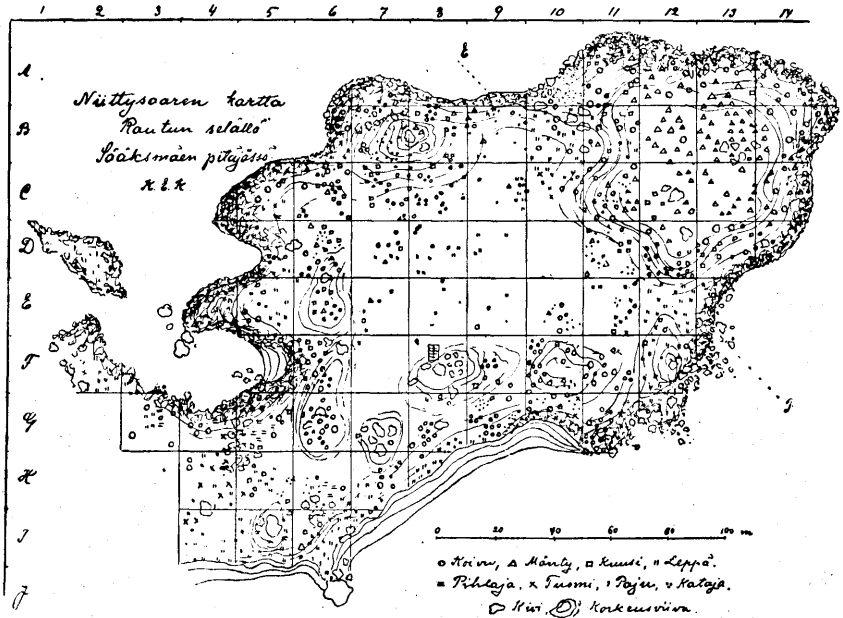 1 2 3 4 5 6 7 8 9 10 11 12 13 14
E
A
Niittysaaren kartta
B
Rautun selällö
Sääksmäen pitäjässä
K E K
C
D
E
F
G
g.
H
I
0 20 40 60 80 100 m
Koivu, Mänty, Kuusi, Leppä.
Pihlaja, Tuomi, Paju, Kataja.
J
Kivi Korkeusviiva.